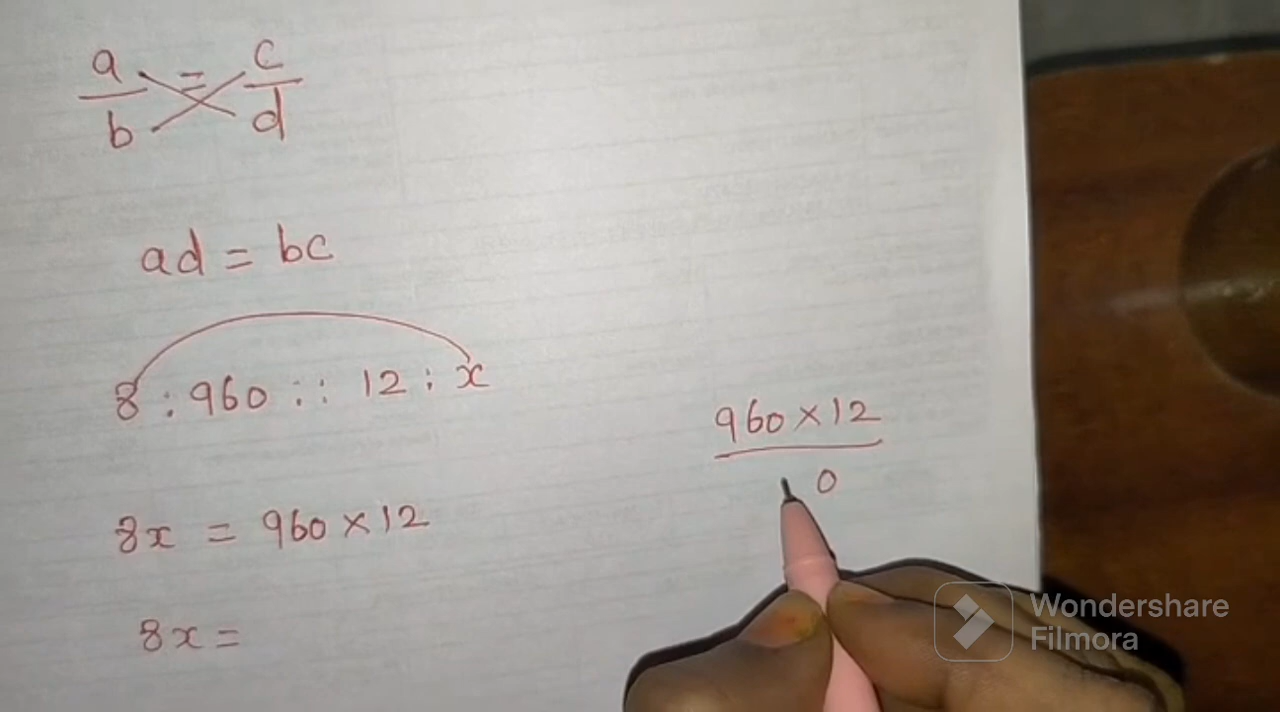 a = c
b d
ad = bc
8 : 960 :: 12 : x
8x = 960 × 12
8x =
960 × 12
0
Wondershare
Filmora